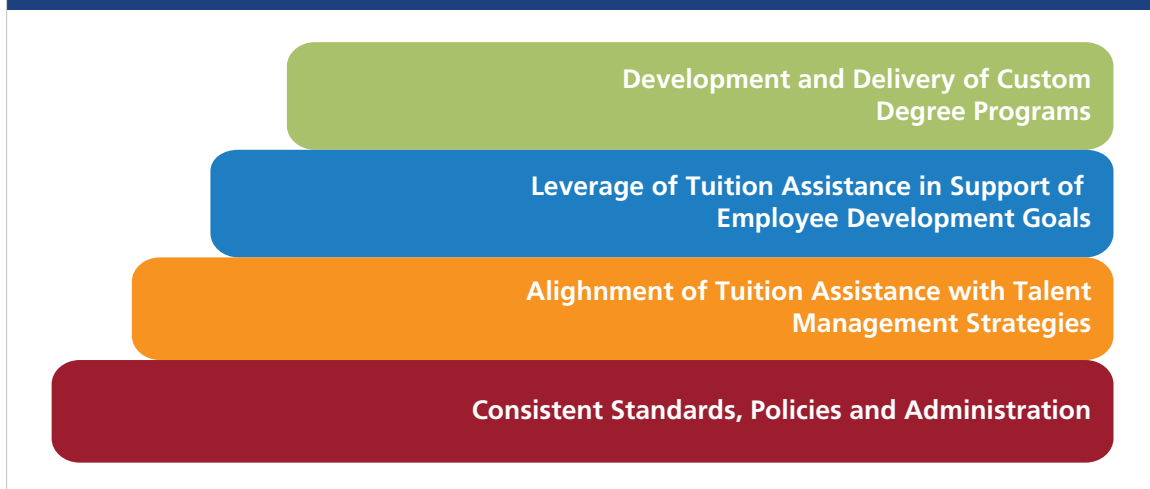 Development and Delivery of Custom
Degree Programs
Leverage of Tuition Assistance in Support of
Employee Development Goals
Alighnment of Tuition Assistance with Talent
Management Strategies
Consistent Standards, Policies and Administration